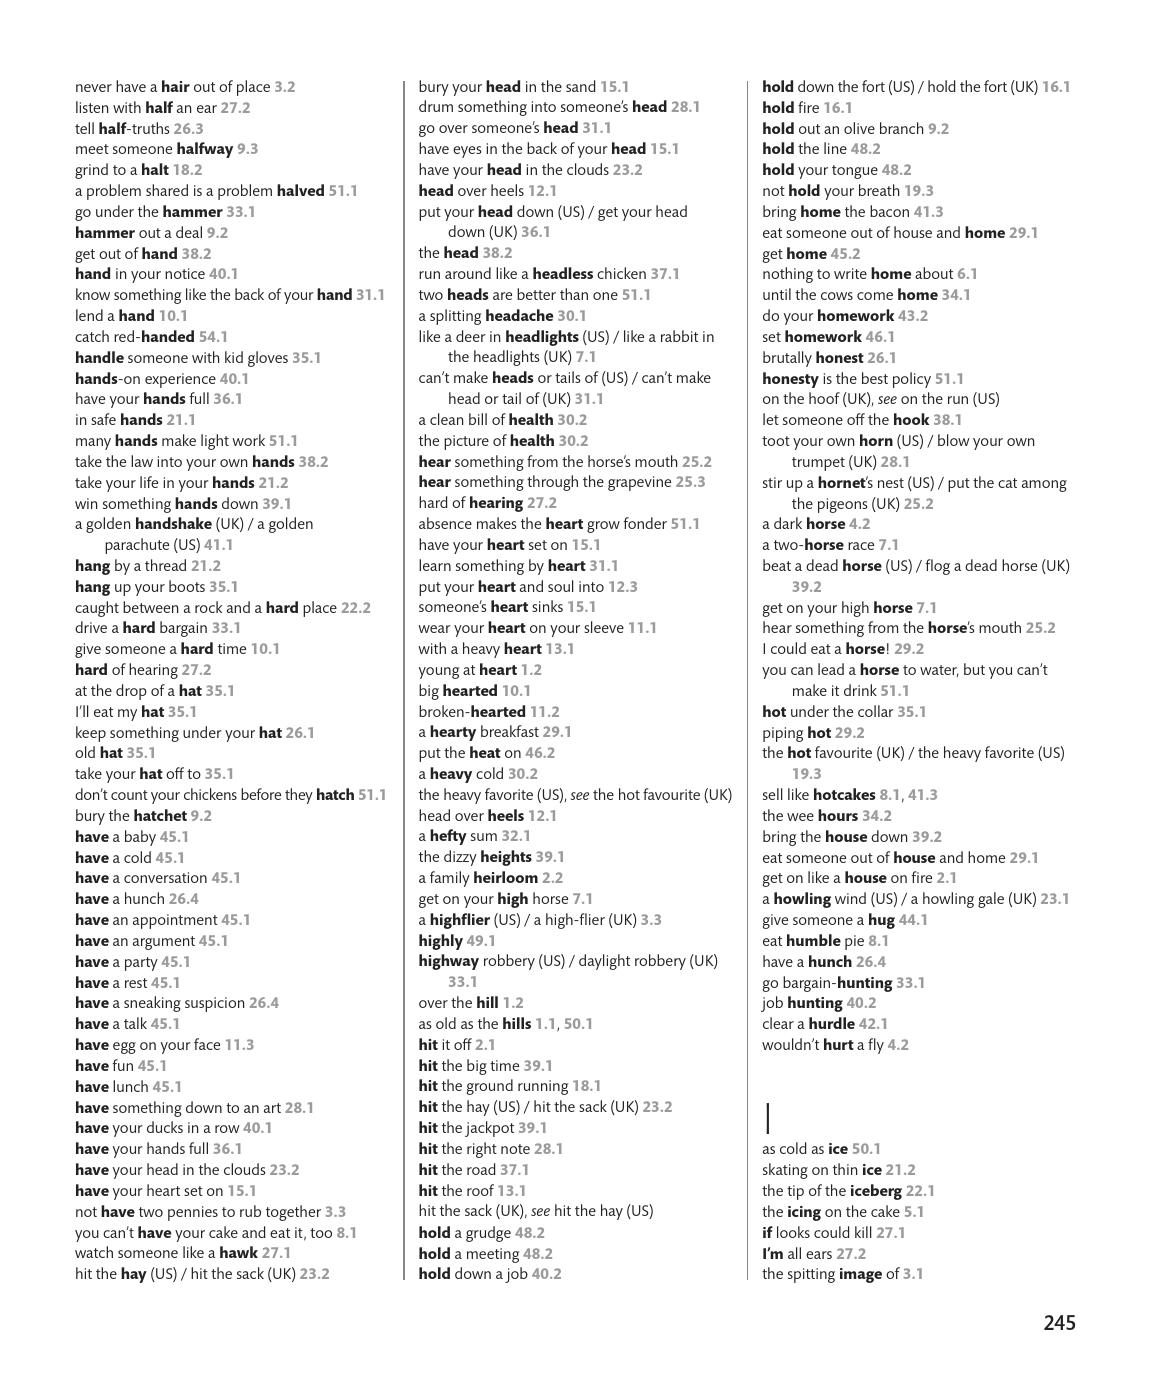 never have a hair out of place 3.2
listen with half an ear 27.2
tell half-truths 26.3
meet someone halfway 9.3
grind to a halt 18.2
a problem shared is a problem halved 51.1
go under the hammer 33.1
hammer out a deal 9.2
get out of hand 38.2
hand in your notice 40.1
know something like the back of your hand 31.1
lend a hand 10.1
catch red-handed 54.1
handle someone with kid gloves 35.1
hands-on experience 40.1
have your hands full 36.1
in safe hands 21.1
many hands make light work 51.1
take the law into your own hands 38.2
take your life in your hands 21.2
win something hands down 39.1
a golden handshake (UK) / a golden
parachute (US) 41.1
hang by a thread 21.2
hang up your boots 35.1
caught between a rock and a hard place 22.2
drive a hard bargain 33.1
give someone a hard time 10.1
hard of hearing 27.2
at the drop of a hat 35.1
I’ll eat my hat 35.1
keep something under your hat 26.1
old hat 35.1
take your hat off to 35.1
don’t count your chickens before they hatch 51.1
bury the hatchet 9.2
have a baby 45.1
have a cold 45.1
have a conversation 45.1
have a hunch 26.4
have an appointment 45.1
have an argument 45.1
have a party 45.1
have a rest 45.1
have a sneaking suspicion 26.4
have a talk 45.1
have egg on your face 11.3
have fun 45.1
have lunch 45.1
have something down to an art 28.1
have your ducks in a row 40.1
have your hands full 36.1
have your head in the clouds 23.2
have your heart set on 15.1
not have two pennies to rub together 3.3
you can’t have your cake and eat it, too 8.1
watch someone like a hawk 27.1
hit the hay (US) / hit the sack (UK) 23.2
bury your head in the sand 15.1
drum something into someone’s head 28.1
go over someone’s head 31.1
have eyes in the back of your head 15.1
have your head in the clouds 23.2
head over heels 12.1
put your head down (US) / get your head
down (UK) 36.1
the head 38.2
run around like a headless chicken 37.1
two heads are better than one 51.1
a splitting headache 30.1
like a deer in headlights (US) / like a rabbit in
the headlights (UK) 7.1
can’t make heads or tails of (US) / can’t make
head or tail of (UK) 31.1
a clean bill of health 30.2
the picture of health 30.2
hear something from the horse’s mouth 25.2
hear something through the grapevine 25.3
hard of hearing 27.2
absence makes the heart grow fonder 51.1
have your heart set on 15.1
learn something by heart 31.1
put your heart and soul into 12.3
someone’s heart sinks 15.1
wear your heart on your sleeve 11.1
with a heavy heart 13.1
young at heart 1.2
big hearted 10.1
broken-hearted 11.2
a hearty breakfast 29.1
put the heat on 46.2
a heavy cold 30.2
the heavy favorite (US), see the hot favourite (UK)
head over heels 12.1
a hefty sum 32.1
the dizzy heights 39.1
a family heirloom 2.2
get on your high horse 7.1
a highflier (US) / a high-flier (UK) 3.3
highly 49.1
highway robbery (US) / daylight robbery (UK)
33.1
over the hill 1.2
as old as the hills 1.1, 50.1
hit it off 2.1
hit the big time 39.1
hit the ground running 18.1
hit the hay (US) / hit the sack (UK) 23.2
hit the jackpot 39.1
hit the right note 28.1
hit the road 37.1
hit the roof 13.1
hit the sack (UK), see hit the hay (US)
hold a grudge 48.2
hold a meeting 48.2
hold down a job 40.2
hold down the fort (US) / hold the fort (UK) 16.1
hold fire 16.1
hold out an olive branch 9.2
hold the line 48.2
hold your tongue 48.2
not hold your breath 19.3
bring home the bacon 41.3
eat someone out of house and home 29.1
get home 45.2
nothing to write home about 6.1
until the cows come home 34.1
do your homework 43.2
set homework 46.1
brutally honest 26.1
honesty is the best policy 51.1
on the hoof (UK), see on the run (US)
let someone off the hook 38.1
toot your own horn (US) / blow your own
trumpet (UK) 28.1
stir up a hornet’s nest (US) / put the cat among
the pigeons (UK) 25.2
a dark horse 4.2
a two-horse race 7.1
beat a dead horse (US) / flog a dead horse (UK)
39.2
get on your high horse 7.1
hear something from the horse’s mouth 25.2
I could eat a horse! 29.2
you can lead a horse to water, but you can’t
make it drink 51.1
hot under the collar 35.1
piping hot 29.2
the hot favourite (UK) / the heavy favorite (US)
19.3
sell like hotcakes 8.1, 41.3
the wee hours 34.2
bring the house down 39.2
eat someone out of house and home 29.1
get on like a house on fire 2.1
a howling wind (US) / a howling gale (UK) 23.1
give someone a hug 44.1
eat humble pie 8.1
have a hunch 26.4
go bargain-hunting 33.1
job hunting 40.2
clear a hurdle 42.1
wouldn’t hurt a fly 4.2
I
as cold as ice 50.1
skating on thin ice 21.2
the tip of the iceberg 22.1
the icing on the cake 5.1
if looks could kill 27.1
I’m all ears 27.2
the spitting image of 3.1
245